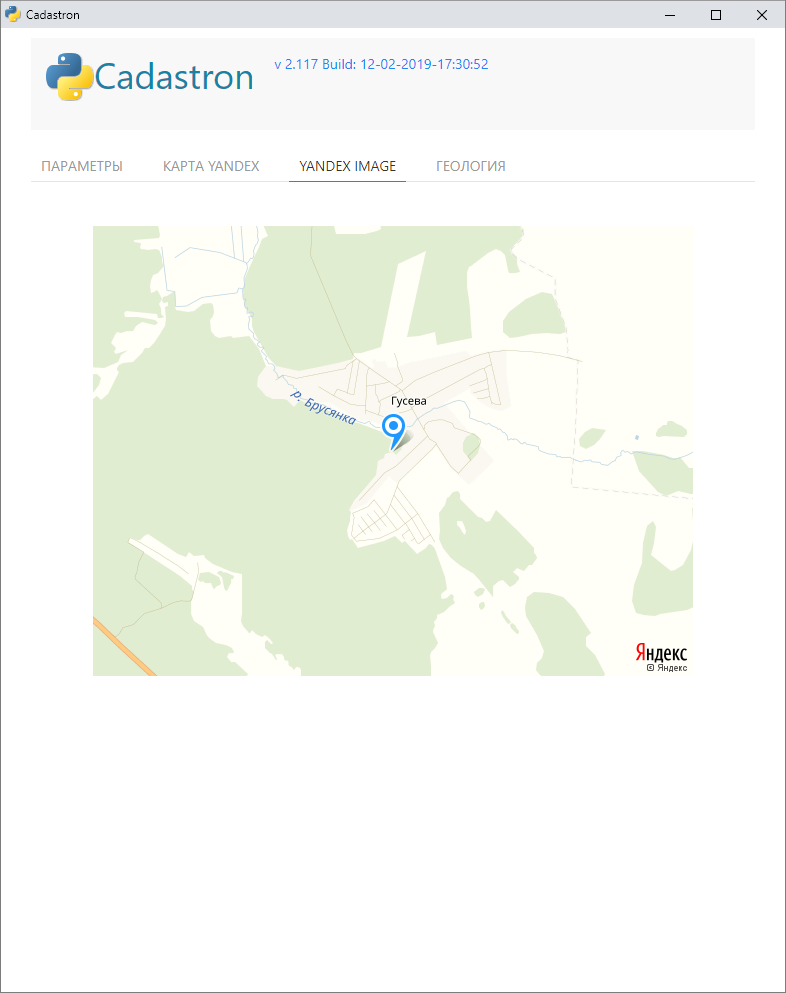 Cadastron
Cadastron
v 2.117 Build: 12-02-2019-17:30:52
ПАРАМЕТРЫ
КАРТА YANDEX
YANDEX IMAGE
ГЕОЛОГИЯ
р. Брусянка
Гусева
Яндекс
© Яндекс